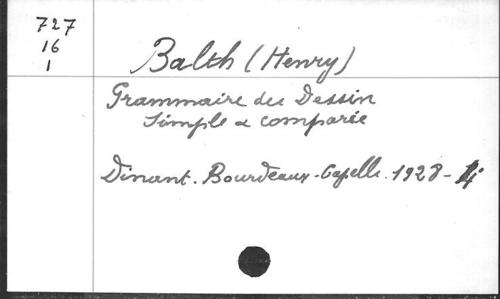 727
16
1
Balth (Henry)
Grammaire du Dessin
Simple & comparée
Dinant. Bourdeaux-Capelle. 1928-